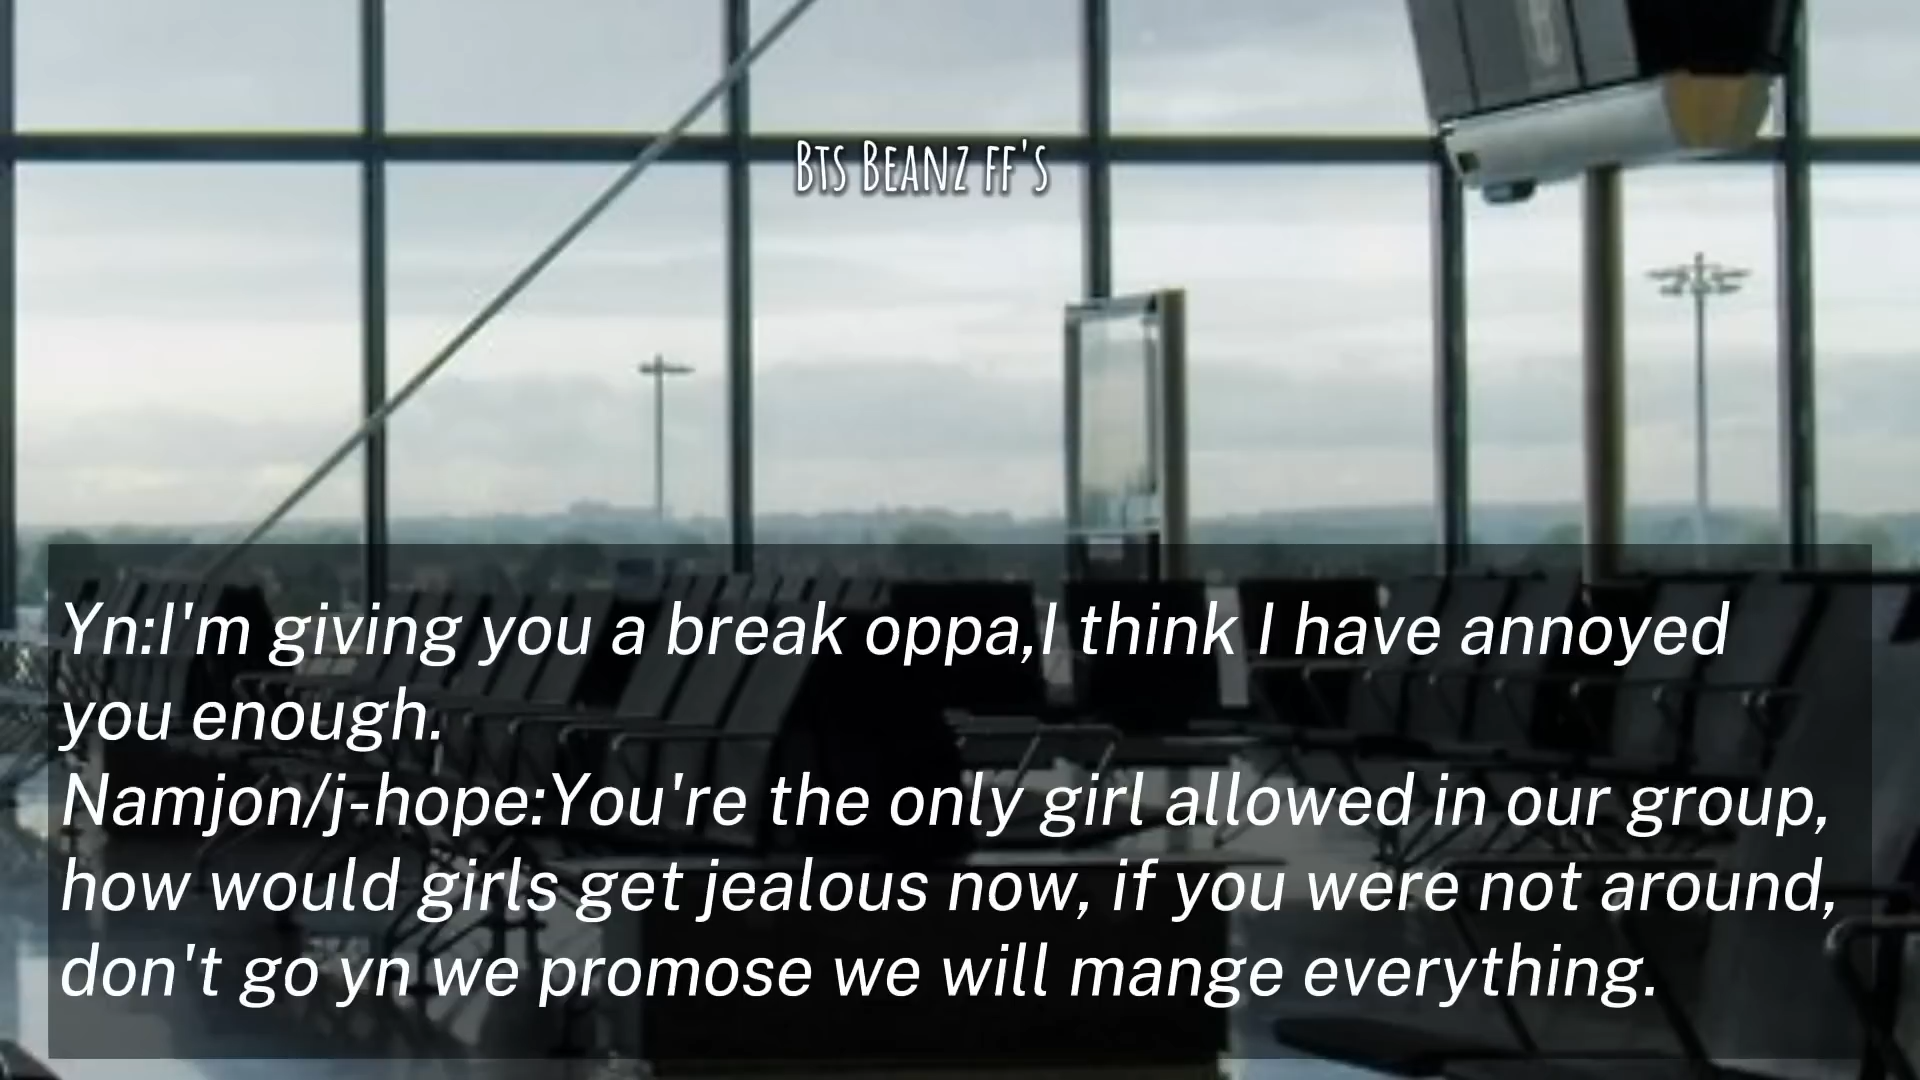 Bts Beanz ff's
Yn:I'm giving you a break oppa,I think I have annoyed
you enough.
Namjon/j-hope:You're the only girl allowed in our group,
how would girls get jealous now, if you were not around,
don't go yn we promose we will mange everything.